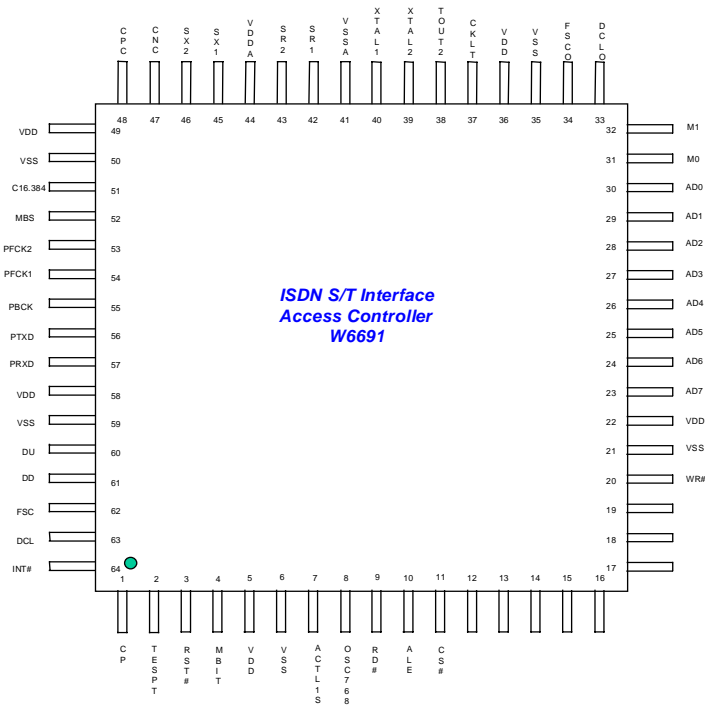 CPC CNC SX2 SX1 VDDA SR2 SR1 VSSA XTAL1 XTAL2 TOUT2 CKLT VDD VSS FSCO DCLO
48 47 46 45 44 43 42 41 40 39 38 37 36 35 34 33
VDD 49 32 M1
VSS 50 31 M0
C16.384 51 30 AD0
MBS 52 29 AD1
PFCK2 53 28 AD2
PFCK1 54 27 AD3
PBCK 55 26 AD4
PTXD 56 25 AD5
PRXD 57 24 AD6
VDD 58 23 AD7
VSS 59 22 VDD
DU 60 21 VSS
DD 61 20 WR#
FSC 62 19
DCL 63 18
INT# 64 17
ISDN S/T Interface
Access Controller
W6691
1 2 3 4 5 6 7 8 9 10 11 12 13 14 15 16
CP TESPT RST# MBIT VDD VSS ACTL1S OSC768 RD# ALE CS#